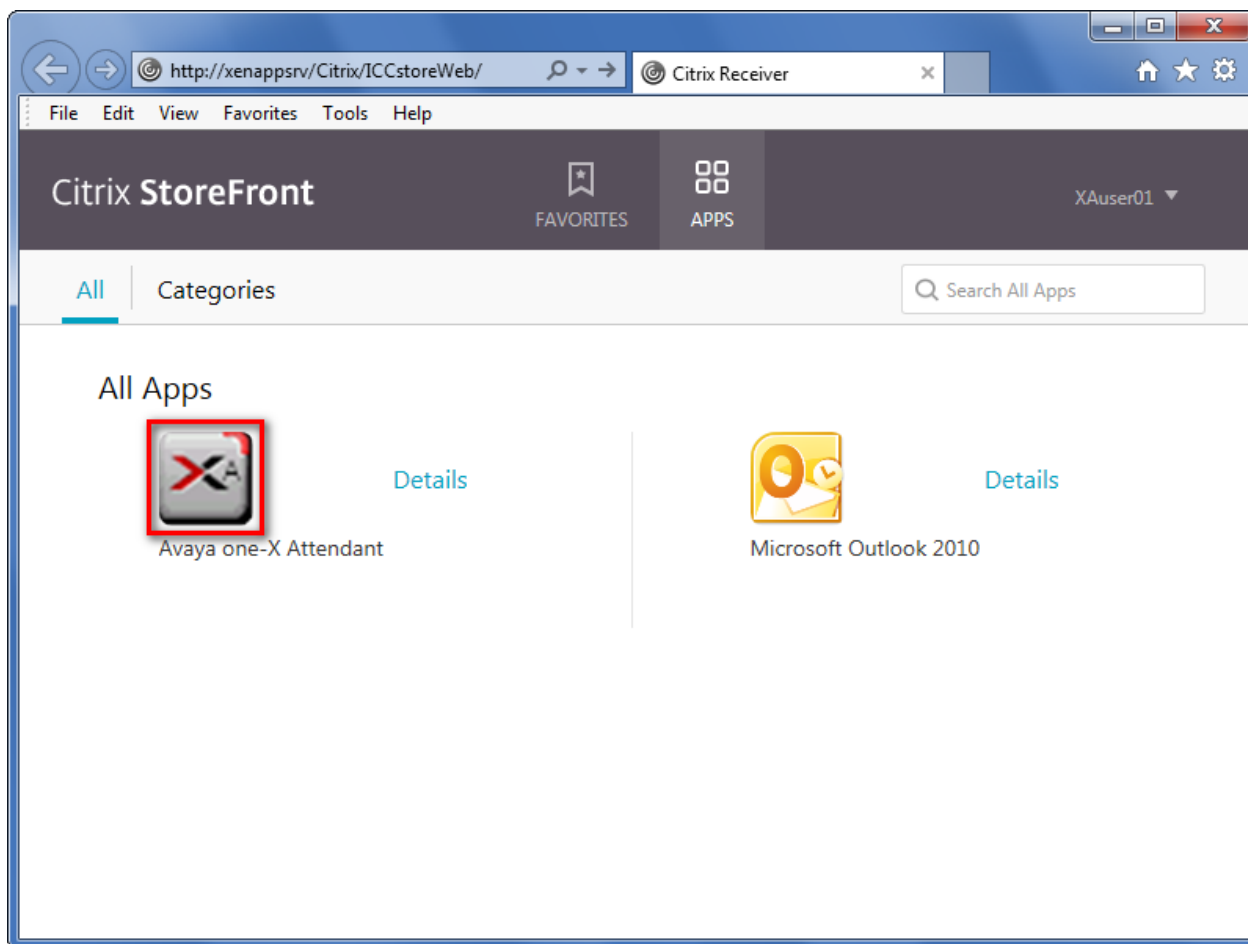 http://xenappsrv/Citrix/ICCstoreWeb/
Citrix Receiver
File Edit View Favorites Tools Help
Citrix StoreFront
FAVORITES
APPS
XAuser01
All
Categories
Search All Apps
All Apps
XA
Details
Avaya one-X Attendant
O
Details
Microsoft Outlook 2010